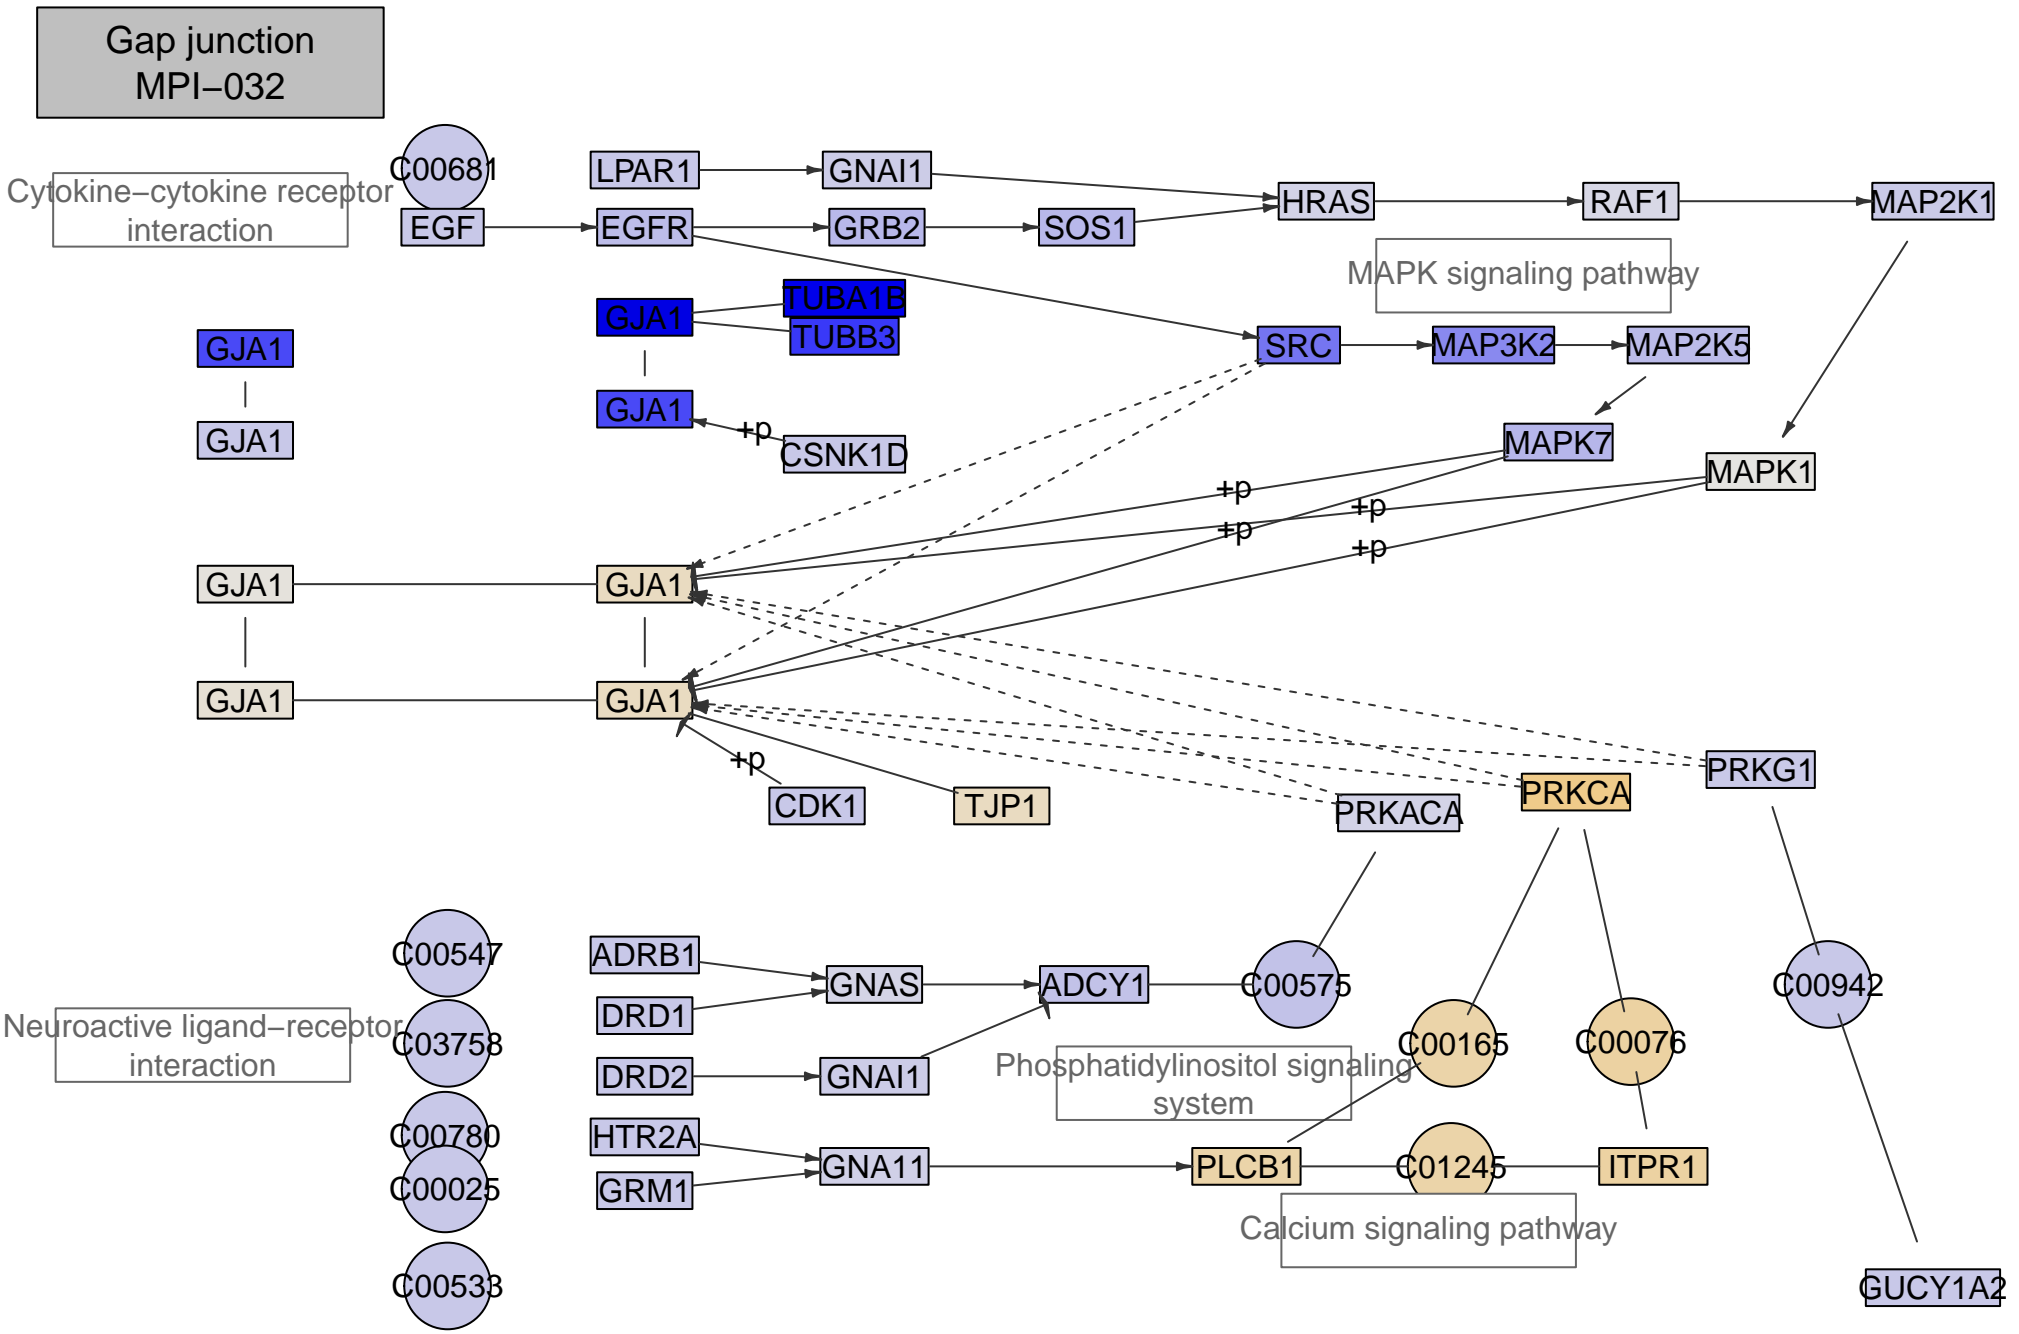 Gap junction
MPI−032
C00681
Cytokine−cytokine receptor
interaction
EGF
LPAR1
GNAI1
EGFR
GRB2
SOS1
HRAS
RAF1
MAP2K1
MAPK signaling pathway
GJA1
TUBA1B
TUBB3
GJA1
SRC
MAP3K2
MAP2K5
GJA1
GJA1
+p
CSNK1D
MAPK7
MAPK1
+p
+p
+p
+p
GJA1
GJA1
GJA1
GJA1
+p
CDK1
TJP1
PRKACA
PRKCA
PRKG1
C00547
ADRB1
GNAS
ADCY1
C00575
C00942
DRD1
Neuroactive ligand−receptor
interaction
C03758
DRD2
GNAI1
Phosphatidylinositol signaling
system
C00165
C00076
C00780
C00025
HTR2A
GRM1
GNA11
PLCB1
C01245
ITPR1
Calcium signaling pathway
C00533
GUCY1A2